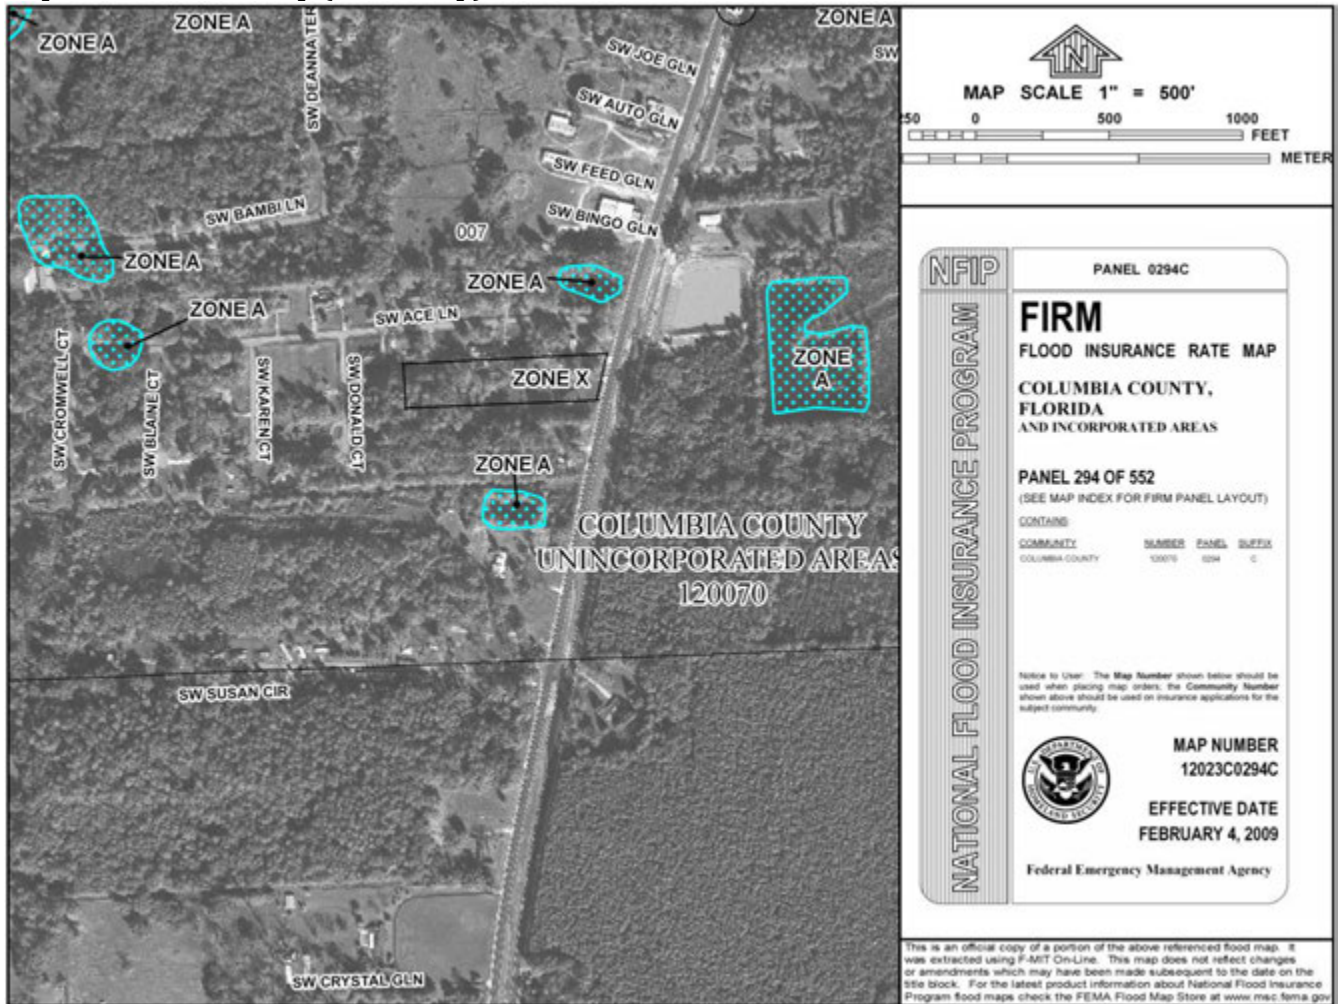 ZONE A
ZONE A
ZONE A
SW DEANNA TER
SW JOE GLN
SW
SW AUTO GLN
SW FEED GLN
SW BAMBI LN
SW BINGO GLN
007
ZONE A
ZONE A
ZONE A
SW ACE LN
SW CROMWELL CT
SW BLAINE CT
SW KAREN CT
SW DONALD CT
ZONE X
ZONE
A
ZONE A
COLUMBIA COUNTY
UNINCORPORATED AREAS
120070
SW SUSAN CIR
SW CRYSTAL GLN
N
MAP SCALE 1" = 500'
250 0 500 1000
FEET
METER
NFIP
NATIONAL FLOOD INSURANCE PROGRAM
PANEL 0294C
FIRM
FLOOD INSURANCE RATE MAP
COLUMBIA COUNTY,
FLORIDA
AND INCORPORATED AREAS
PANEL 294 OF 552
(SEE MAP INDEX FOR FIRM PANEL LAYOUT)
CONTAINS:
COMMUNITY NUMBER PANEL SUFFIX
COLUMBIA COUNTY 120070 0294 C
Notice to User: The Map Number shown below should be
used when placing map orders; the Community Number
shown above should be used on insurance applications for the
subject community.
U.S. DEPARTMENT OF
HOMELAND SECURITY
MAP NUMBER
12023C0294C
EFFECTIVE DATE
FEBRUARY 4, 2009
Federal Emergency Management Agency
This is an official copy of a portion of the above referenced flood map. It
was extracted using F-MIT On-Line. This map does not reflect changes
or amendments which may have been made subsequent to the date on the
title block. For the latest product information about National Flood Insurance
Program flood maps check the FEMA Flood Map Store at www.msc.fema.gov